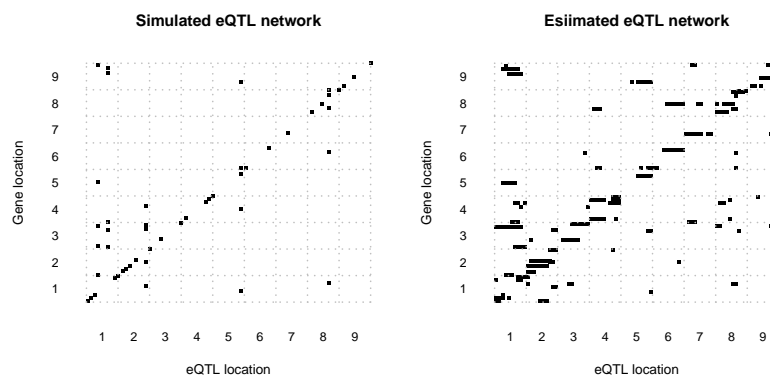 Simulated eQTL network
Gene location
9
8
7
6
5
4
3
2
1
1 2 3 4 5 6 7 8 9
eQTL location
Esiimated eQTL network
Gene location
9
8
7
6
5
4
3
2
1
1 2 3 4 5 6 7 8 9
eQTL location